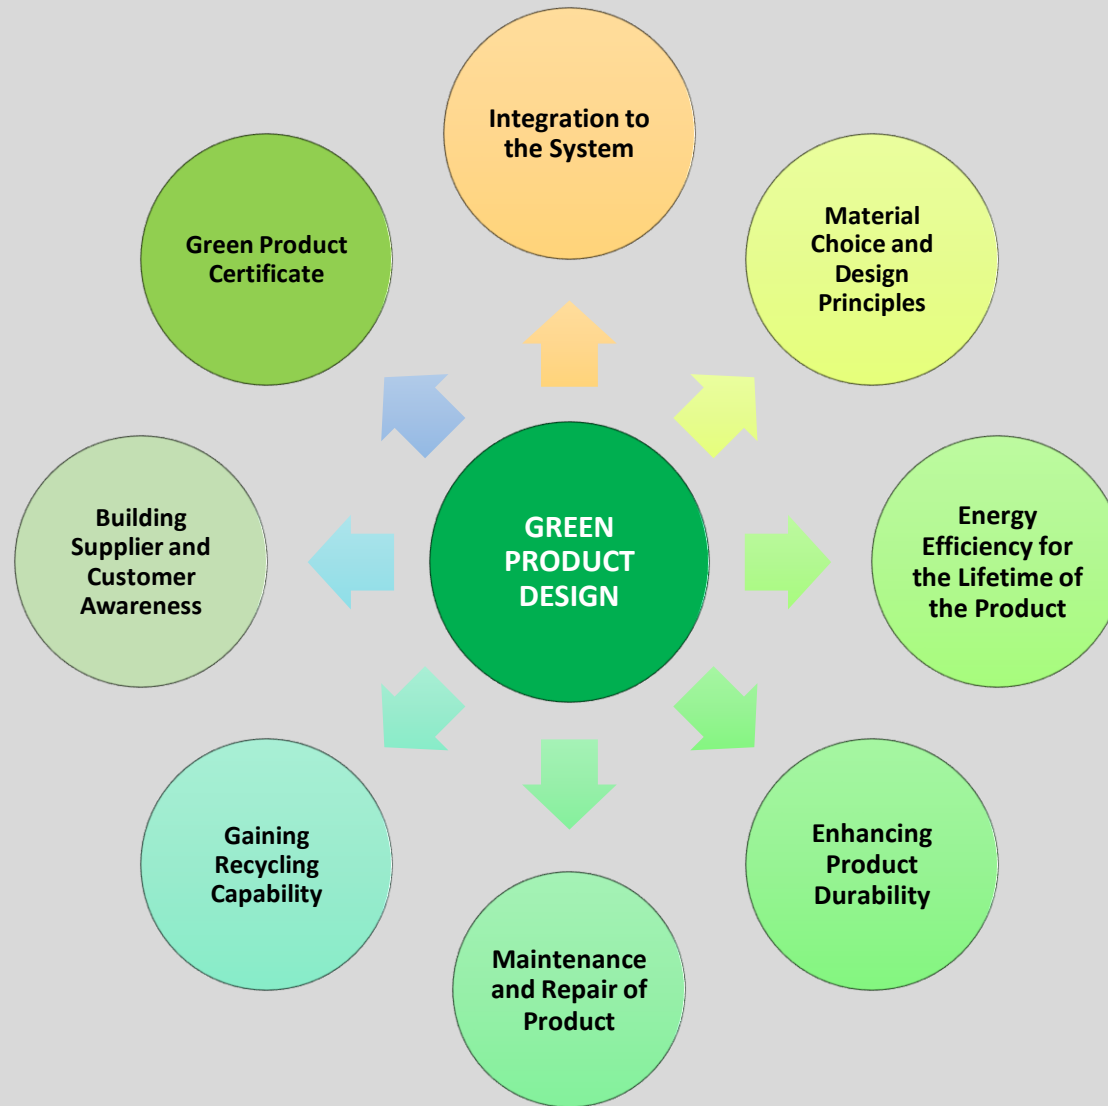 Integration to
the System
Material
Choice and
Design
Principles
Energy
Efficiency for
the Lifetime of
the Product
Enhancing
Product
Durability
Maintenance
and Repair of
Product
Gaining
Recycling
Capability
Building
Supplier and
Customer
Awareness
Green Product
Certificate
GREEN
PRODUCT
DESIGN